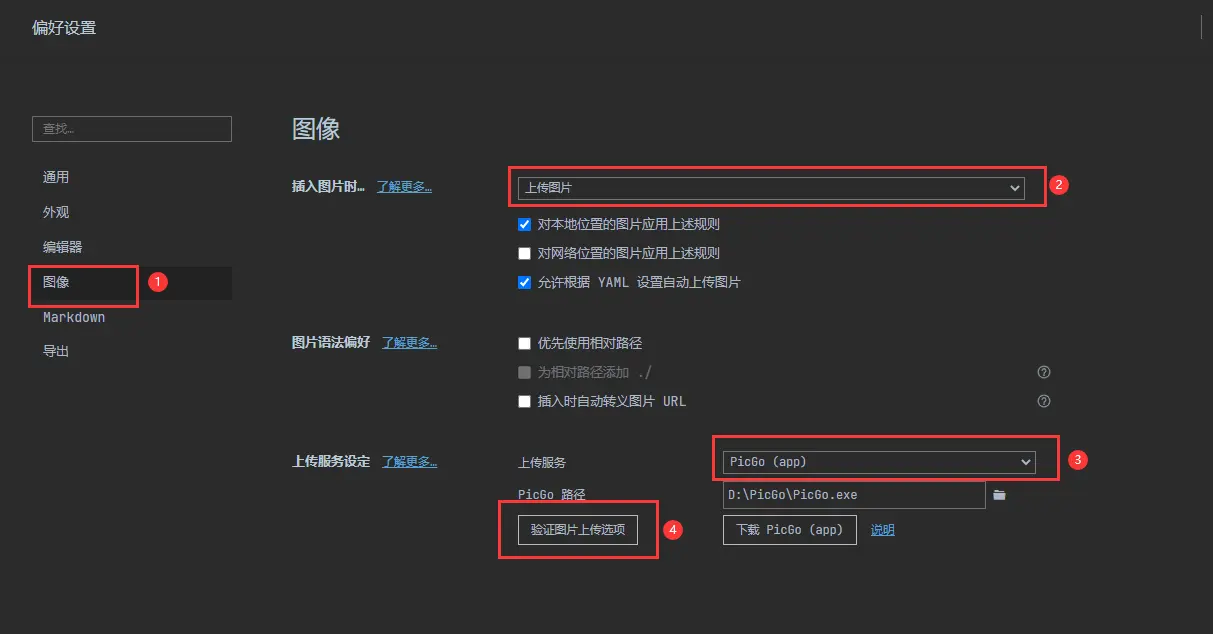 偏好设置
查找…
图像
通用
插入图片时… 了解更多…
上传图片
2
外观
对本地位置的图片应用上述规则
编辑器
对网络位置的图片应用上述规则
图像
1
允许根据 YAML 设置自动上传图片
Markdown
图片语法偏好 了解更多…
优先使用相对路径
导出
为相对路径添加 ./
?
插入时自动转义图片 URL
?
上传服务设定 了解更多…
上传服务
PicGo (app)
3
PicGo 路径
D:\PicGo\PicGo.exe
验证图片上传选项
4
下载 PicGo (app)
说明